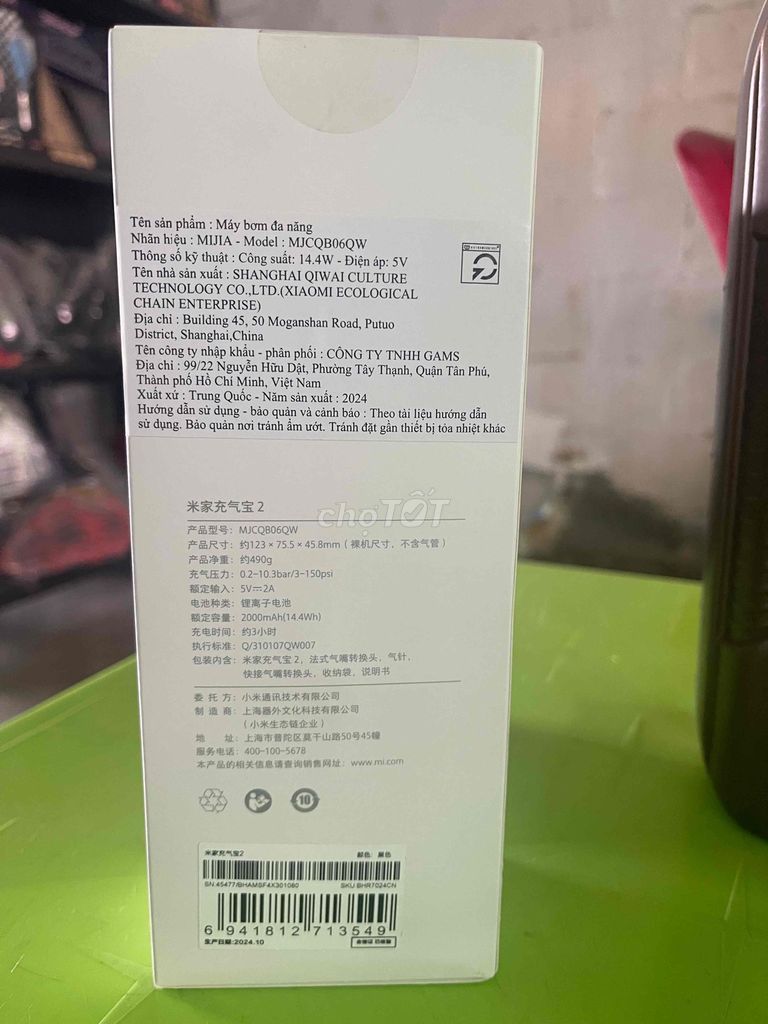 Tên sản phẩm : Máy bơm đa năng
Nhãn hiệu : MIJIA - Model : MJCQB06QW
Thông số kỹ thuật : Công suất: 14.4W - Điện áp: 5V
Tên nhà sản xuất : SHANGHAI QIWAI CULTURE
TECHNOLOGY CO.,LTD.(XIAOMI ECOLOGICAL
CHAIN ENTERPRISE)
Địa chỉ : Building 45, 50 Moganshan Road, Putuo
District, Shanghai,China
Tên công ty nhập khẩu - phân phối : CÔNG TY TNHH GAMS
Địa chỉ : 99/22 Nguyễn Hữu Dật, Phường Tây Thạnh, Quận Tân Phú,
Thành phố Hồ Chí Minh, Việt Nam
Xuất xứ : Trung Quốc - Năm sản xuất : 2024
Hướng dẫn sử dụng - bảo quản và cảnh báo : Theo tài liệu hướng dẫn
sử dụng. Bảo quản nơi tránh ẩm ướt. Tránh đặt gần thiết bị tỏa nhiệt khác
米家充气宝 2
chợTỐT
产品型号: MJCQB06QW
产品尺寸: 约123 × 75.5 × 45.8mm（裸机尺寸，不含气管）
产品净重: 约490g
充气压力: 0.2-10.3bar/3-150psi
额定输入: 5V⎓2A
电池种类: 锂离子电池
额定容量: 2000mAh(14.4Wh)
充电时间: 约3小时
执行标准: Q/310107QW007
包装内含: 米家充气宝 2，法式气嘴转换头，气针，
快接气嘴转换头，收纳袋，说明书
委 托 方: 小米通讯技术有限公司
制 造 商: 上海器外文化科技有限公司
（小米生态链企业）
地 址: 上海市普陀区莫干山路50号45幢
服务电话: 400-100-5678
本产品的相关信息请查询销售网址: www.mi.com
10
米家充气宝2 颜色: 黑色
SN:45477/BHAMSF4X301080 SKU:BHR7024CN
6 941812 713549
生产日期:2024.10 合格证 已检验